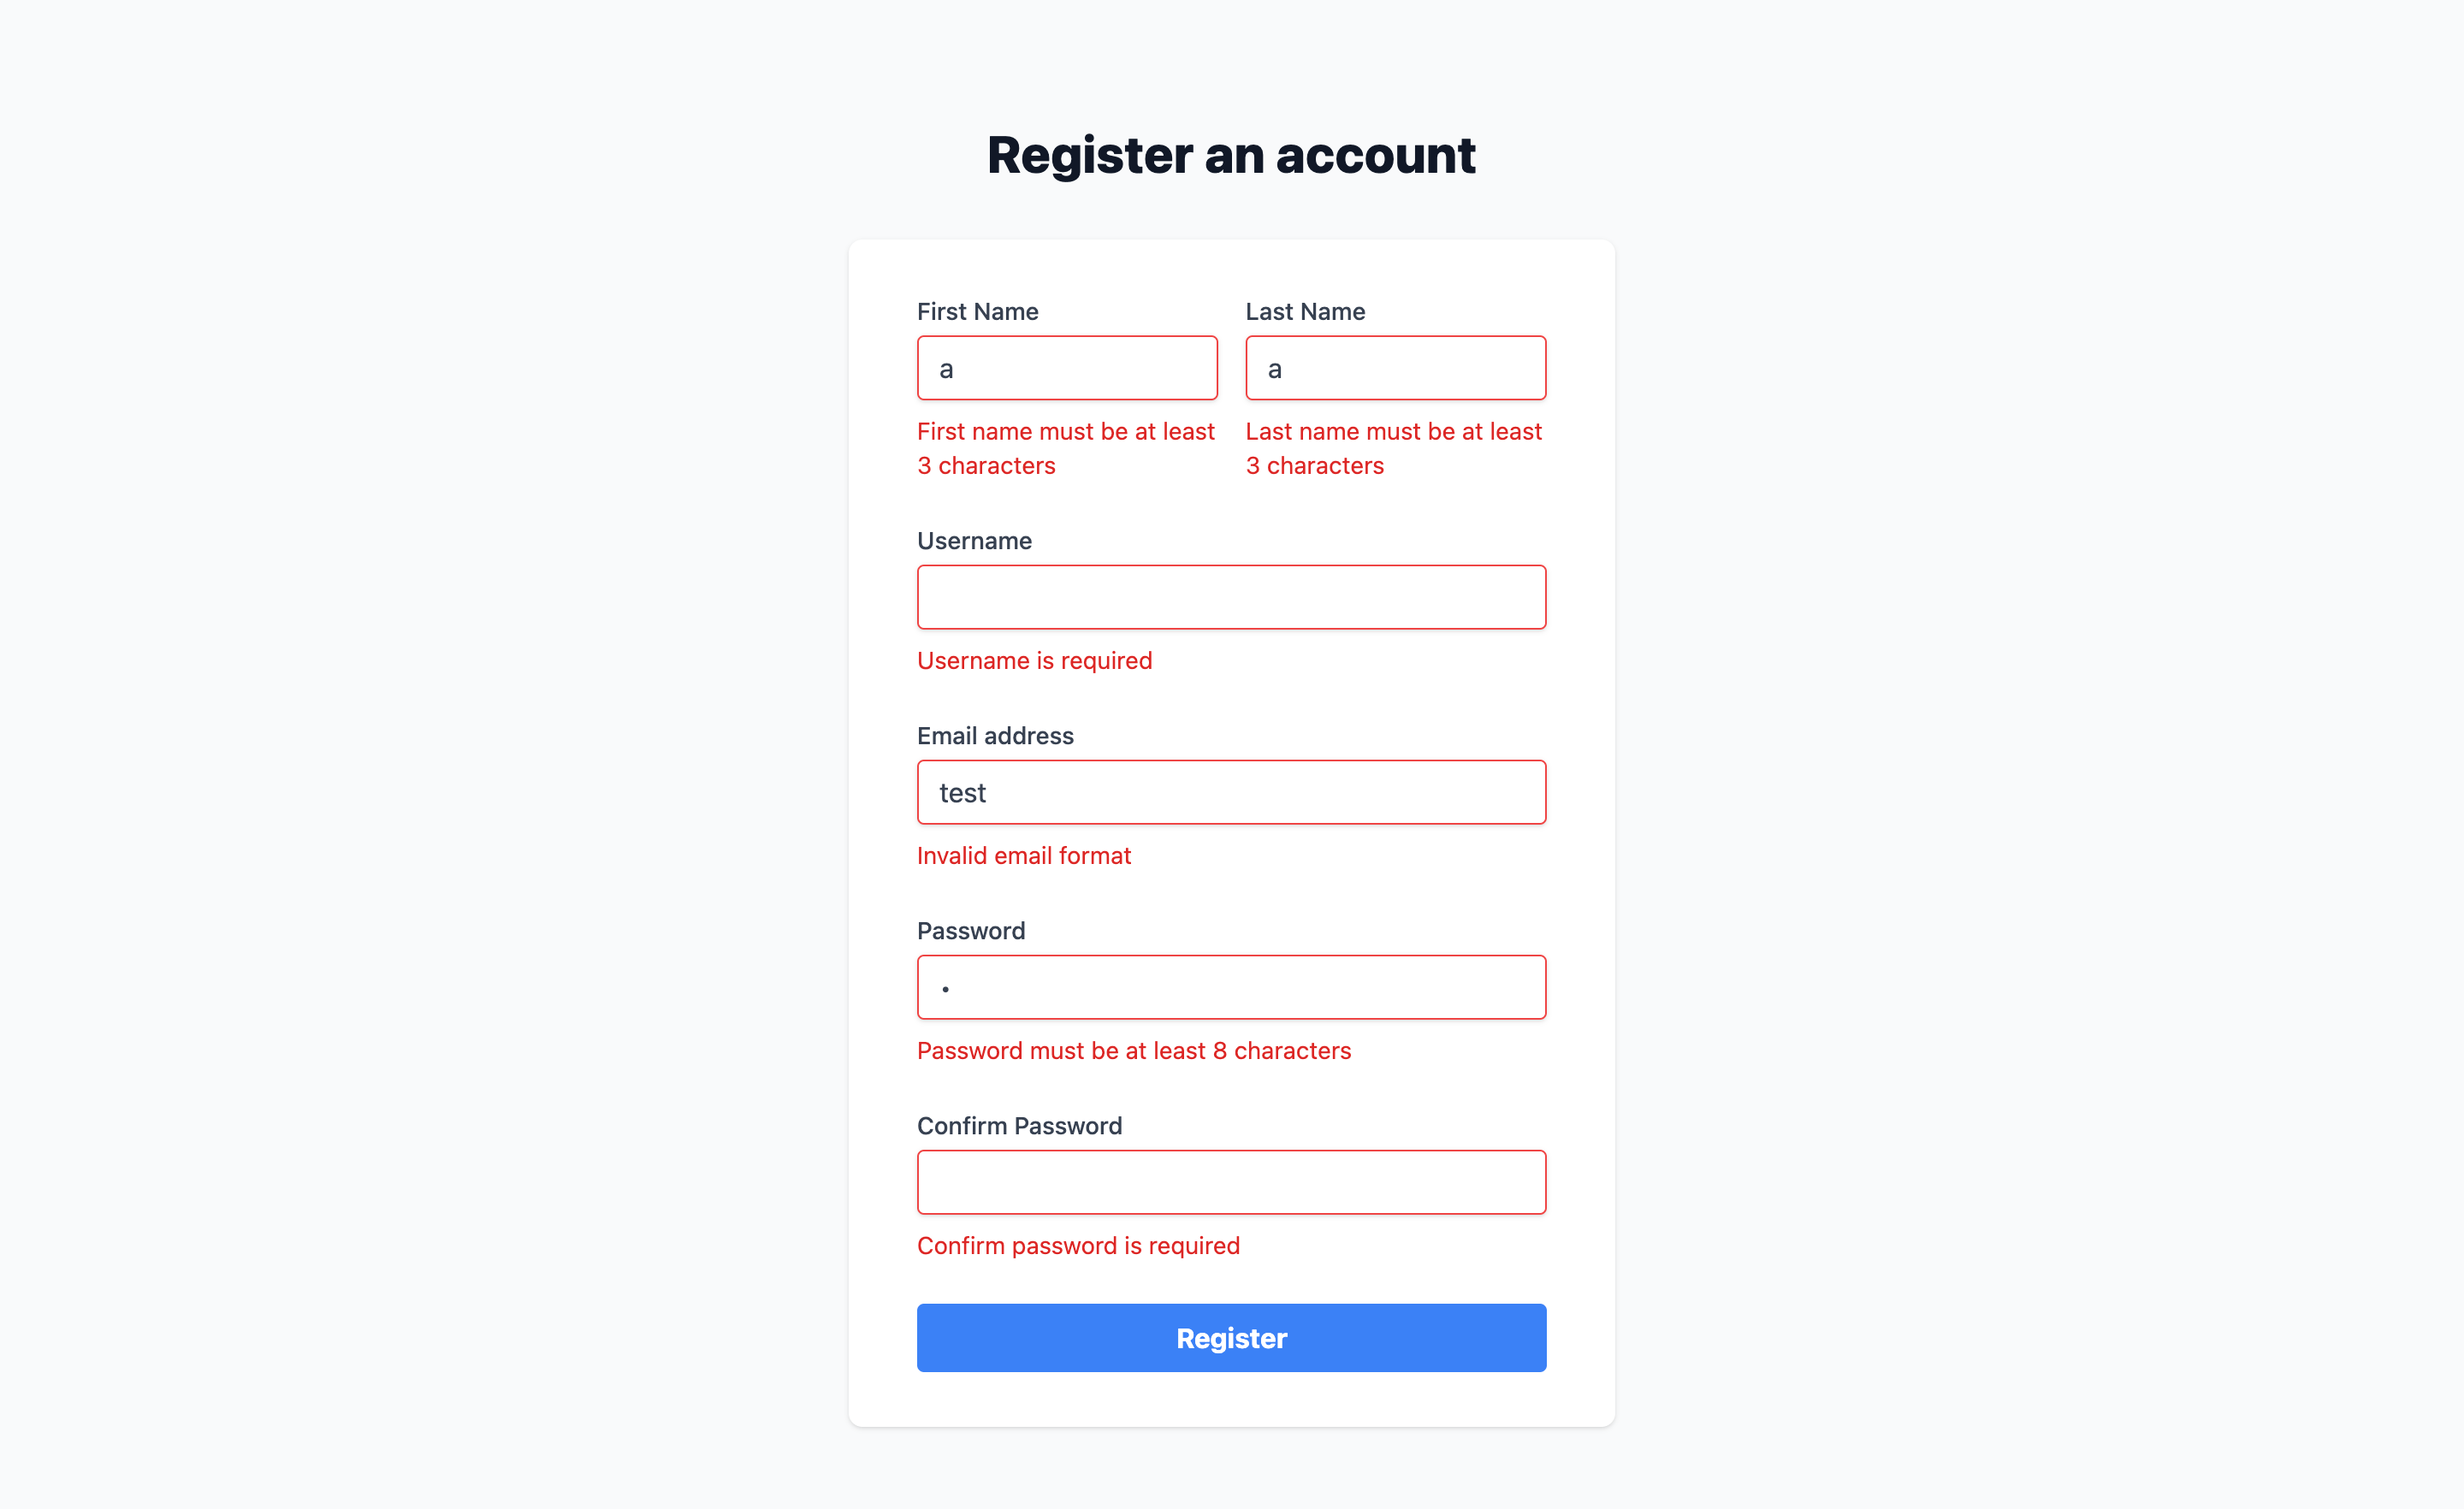 Register an account
First Name
Last Name
a
a
First name must be at least
3 characters
Last name must be at least
3 characters
Username
Username is required
Email address
test
Invalid email format
Password
•
Password must be at least 8 characters
Confirm Password
Confirm password is required
Register